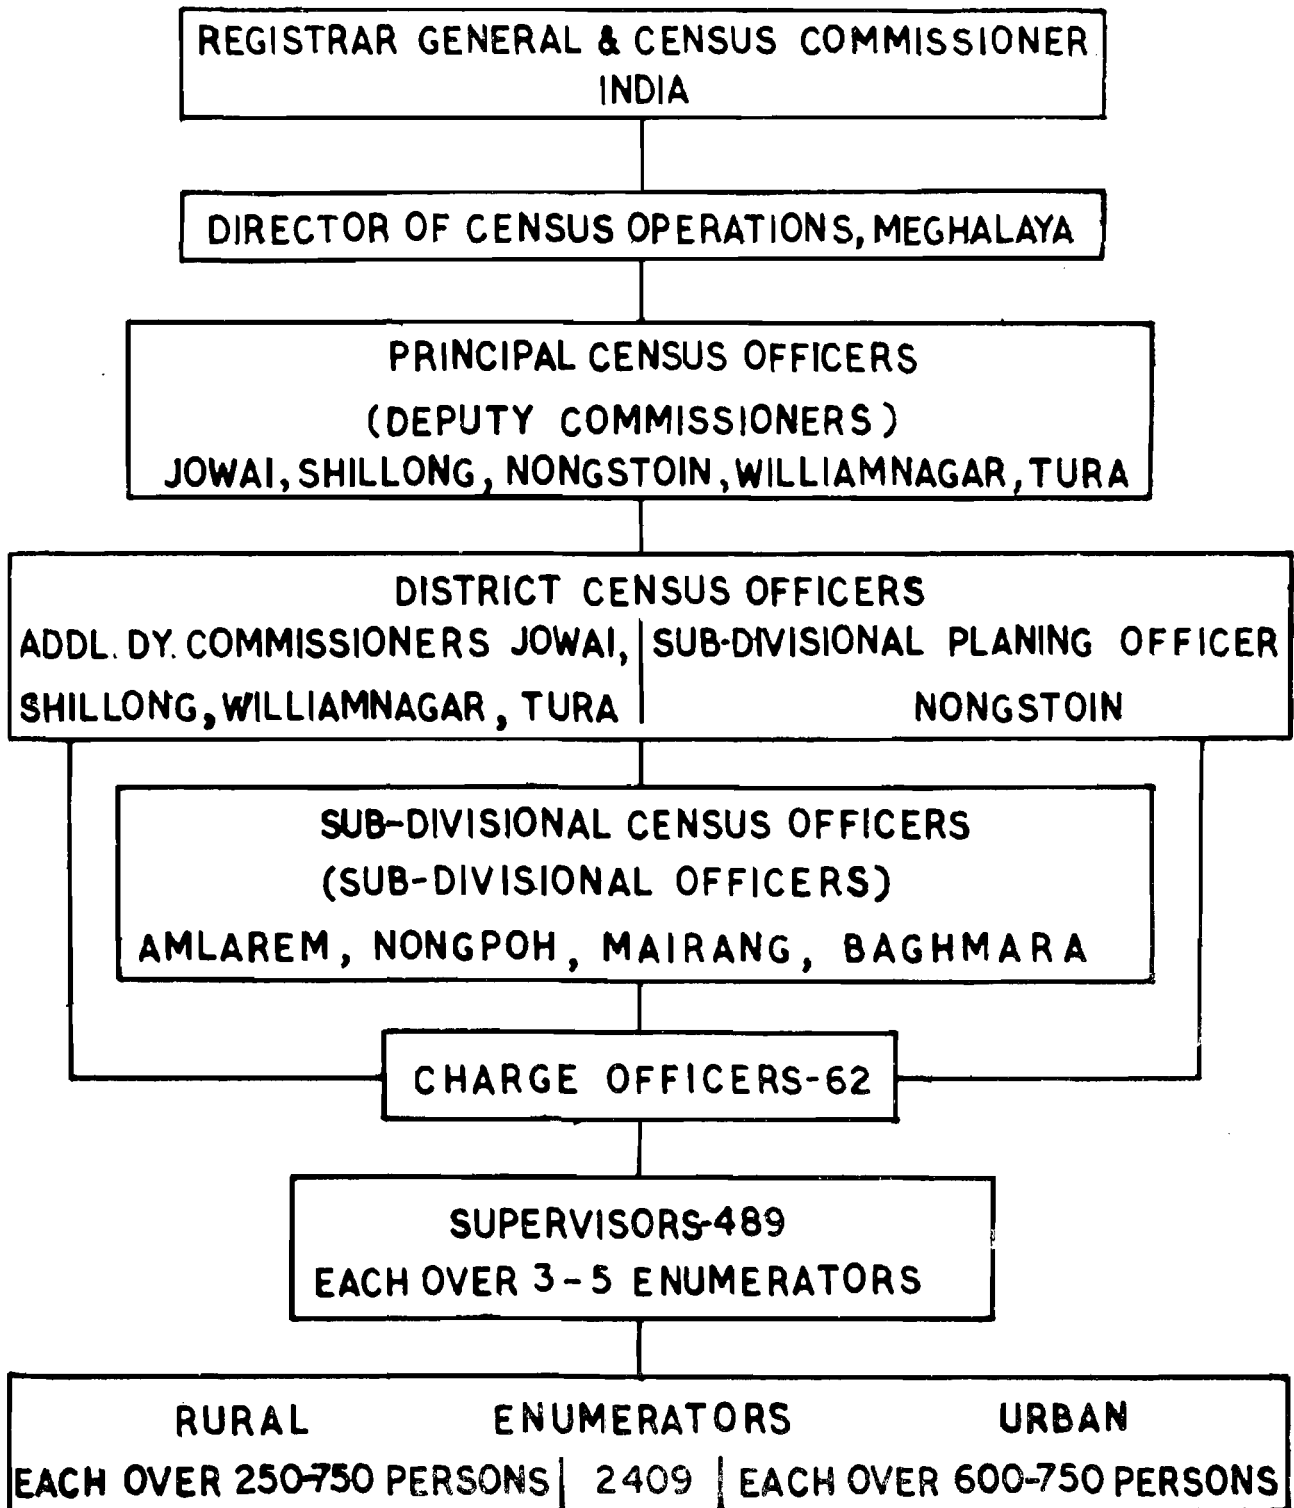 REGISTRAR GENERAL & CENSUS COMMISSIONER
INDIA
DIRECTOR OF CENSUS OPERATIONS, MEGHALAYA
PRINCIPAL CENSUS OFFICERS
(DEPUTY COMMISSIONERS)
JOWAI, SHILLONG, NONGSTOIN, WILLIAMNAGAR, TURA
DISTRICT CENSUS OFFICERS
ADDL. DY. COMMISSIONERS JOWAI,
SHILLONG, WILLIAMNAGAR, TURA
SUB-DIVISIONAL PLANING OFFICER
NONGSTOIN
SUB-DIVISIONAL CENSUS OFFICERS
(SUB-DIVISIONAL OFFICERS)
AMLAREM, NONGPOH, MAIRANG, BAGHMARA
CHARGE OFFICERS-62
SUPERVISORS-489
EACH OVER 3-5 ENUMERATORS
RURAL ENUMERATORS URBAN
EACH OVER 250-750 PERSONS 2409 EACH OVER 600-750 PERSONS